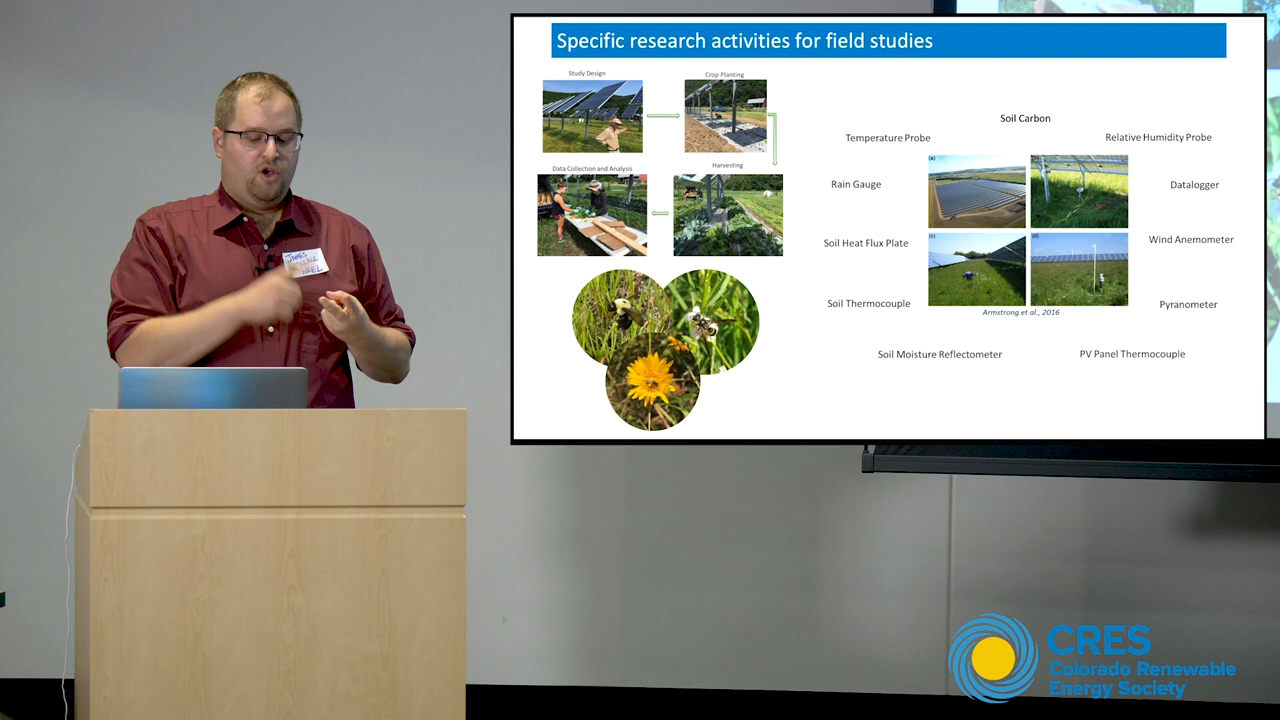 Specific research activities for field studies
Study Design
Crop Planting
Data Collection and Analysis
Harvesting
Soil Carbon
Temperature Probe
Relative Humidity Probe
Rain Gauge
Datalogger
Soil Heat Flux Plate
Wind Anemometer
Soil Thermocouple
Pyranometer
Armstrong et al., 2016
Soil Moisture Reflectometer
PV Panel Thermocouple
(a)
(c)
(d)
JAMES
CRES
Colorado Renewable
Energy Society